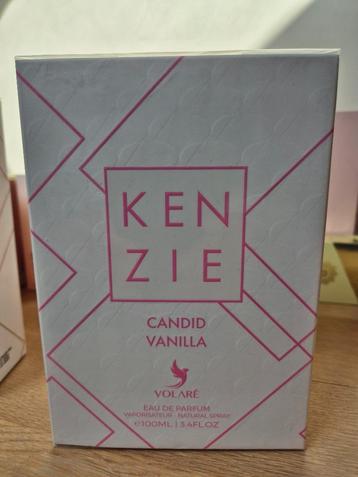 KEN
ZIE
CANDID
VANILLA
VOLARÉ
EAU DE PARFUM
VAPORISATEUR - NATURAL SPRAY
℮100ML | 3.4FL.OZ